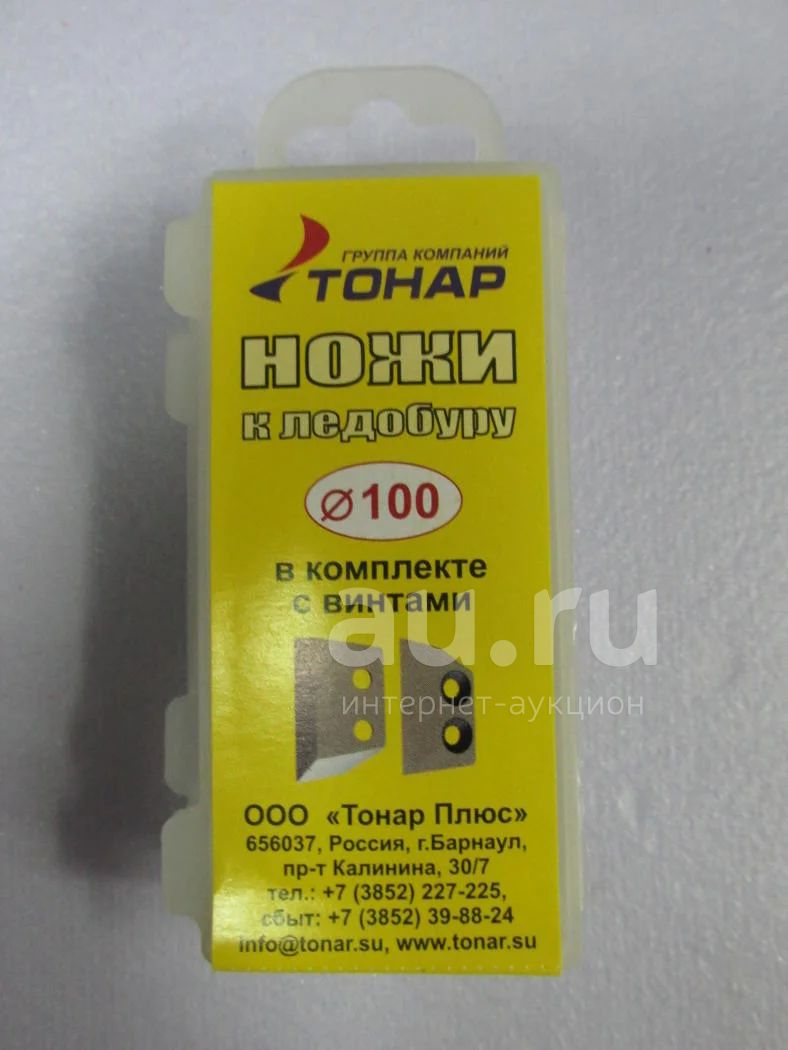 ГРУППА КОМПАНИЙ
ТОНАР
НОЖИ
к ледобуру
⌀100
в комплекте
с винтами
au.ru
интернет-аукцион
ООО «Тонар Плюс»
656037, Россия, г.Барнаул,
пр-т Калинина, 30/7
тел.: +7 (3852) 227-225,
сбыт: +7 (3852) 39-88-24
info@tonar.su, www.tonar.su